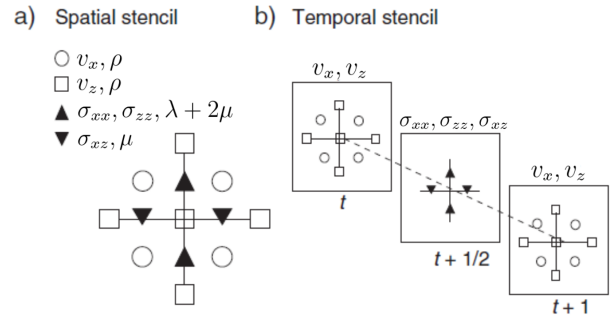 a) Spatial stencil
v_x, ρ
v_z, ρ
σ_xx, σ_zz, λ + 2μ
σ_xz, μ
b) Temporal stencil
v_x, v_z
t
σ_xx, σ_zz, σ_xz
t + 1/2
v_x, v_z
t + 1